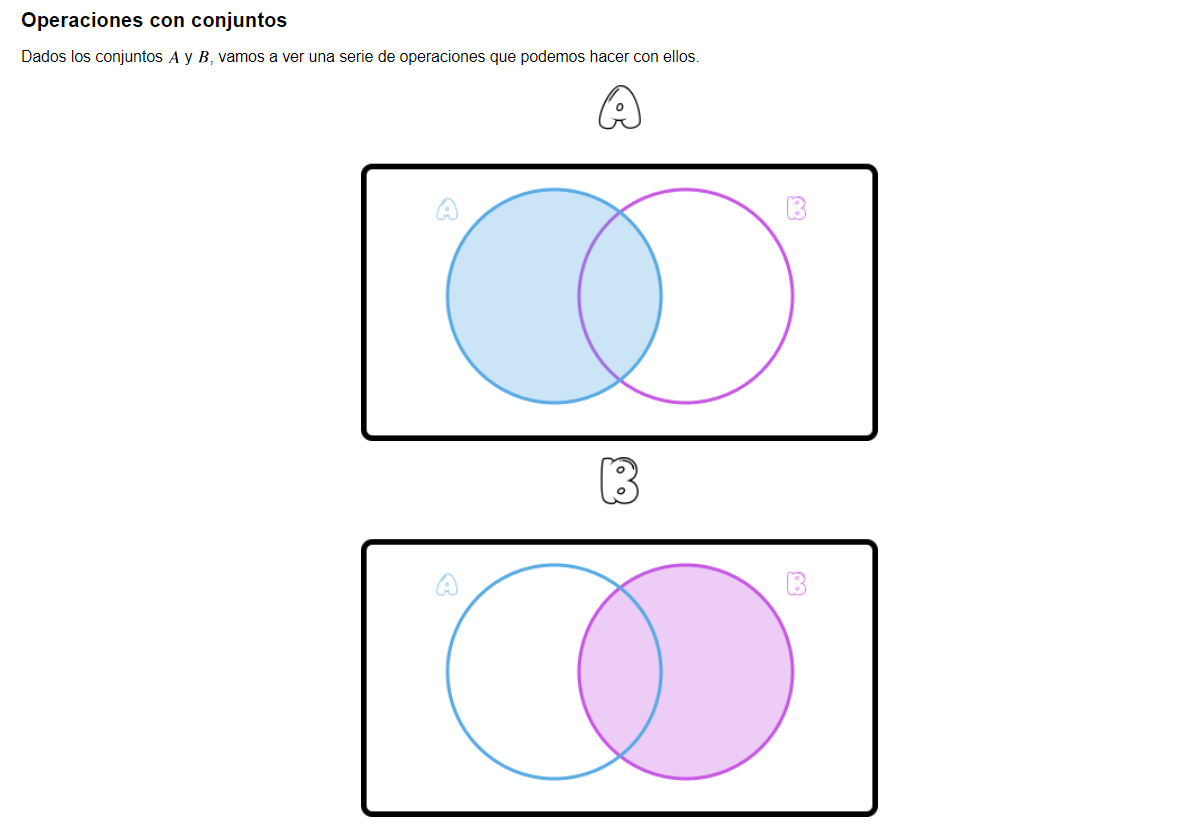 Operaciones con conjuntos
Dados los conjuntos A y B, vamos a ver una serie de operaciones que podemos hacer con ellos.
A
A B
B
A B